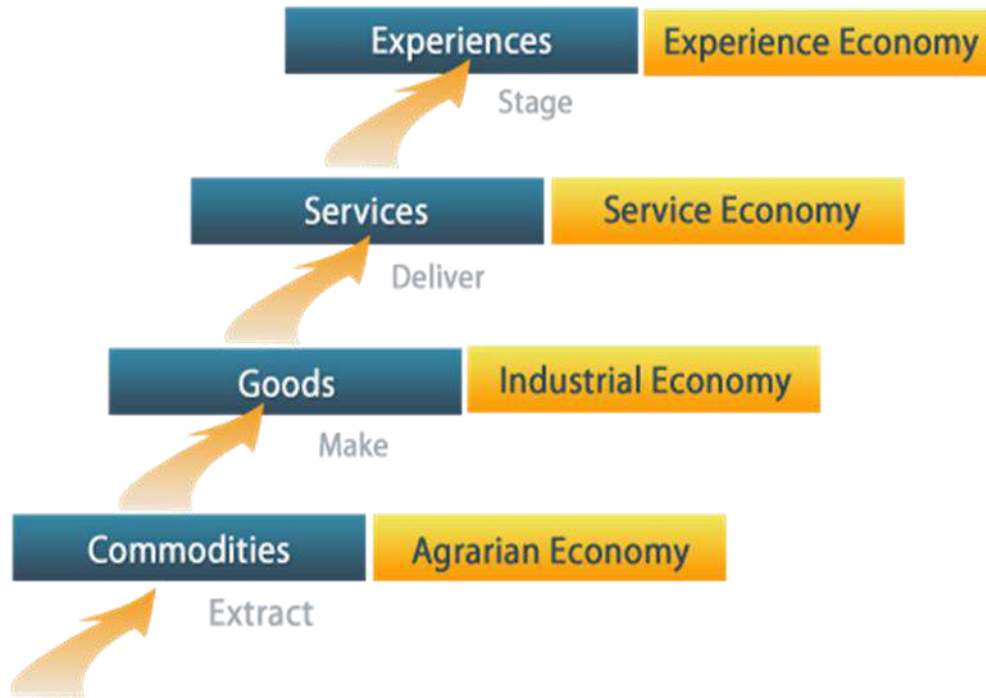 Experiences
Experience Economy
Stage
Services
Service Economy
Deliver
Goods
Industrial Economy
Make
Commodities
Agrarian Economy
Extract